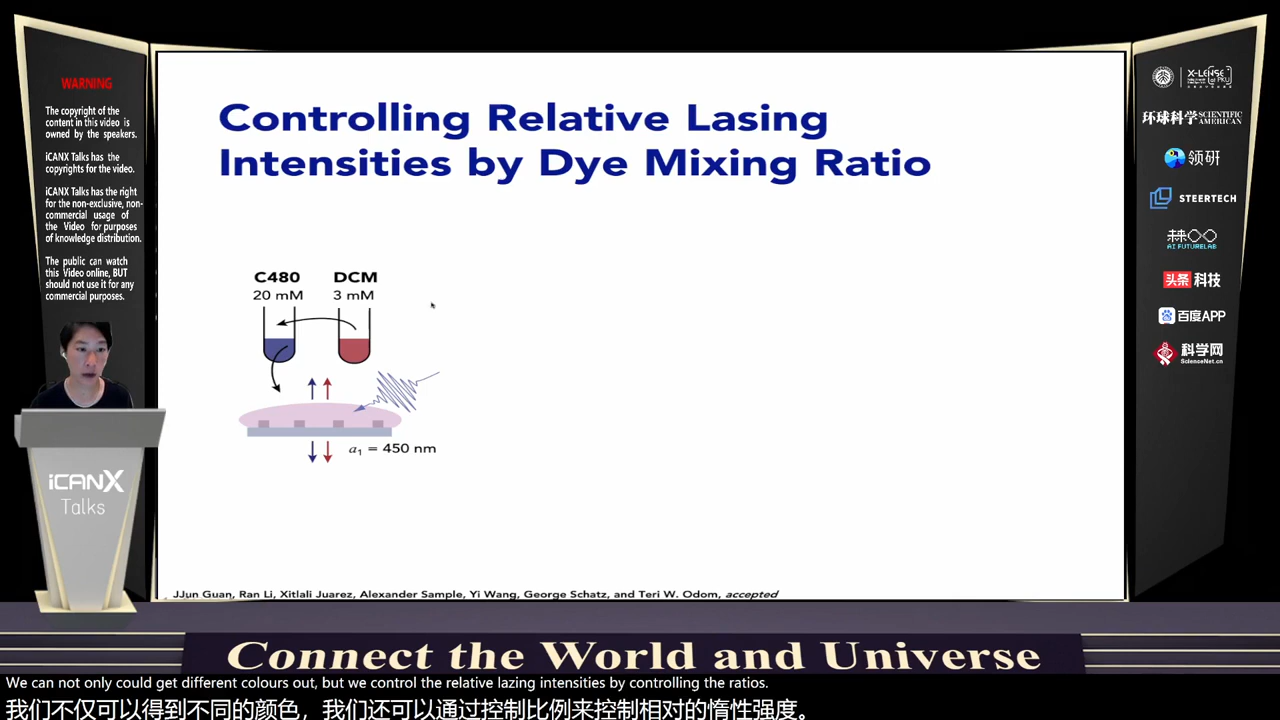 WARNING
The copyright of the
content in this video is
owned by the speakers.
iCANX Talks has the
copyrights for the video.
iCANX Talks has the right
for the non-exclusive, non-
commercial usage of
the Video for purposes
of knowledge distribution.
The public can watch
this Video online, BUT
should not use it for any
commercial purposes.
iCANX
Talks
Controlling Relative Lasing
Intensities by Dye Mixing Ratio
C480 DCM
20 mM 3 mM
a1 = 450 nm
JJun Guan, Ran Li, Xitlali Juarez, Alexander Sample, Yi Wang, George Schatz, and Teri W. Odom, accepted
X-LENSE
环球科学 SCIENTIFIC AMERICAN
领研
STEERTECH
AI FUTURELAB
头条科技
百度APP
科学网
ScienceNet.cn
Connect the World and Universe
We can not only could get different colours out, but we control the relative lazing intensities by controlling the ratios.
我们不仅可以得到不同的颜色，我们还可以通过控制比例来控制相对的惰性强度。